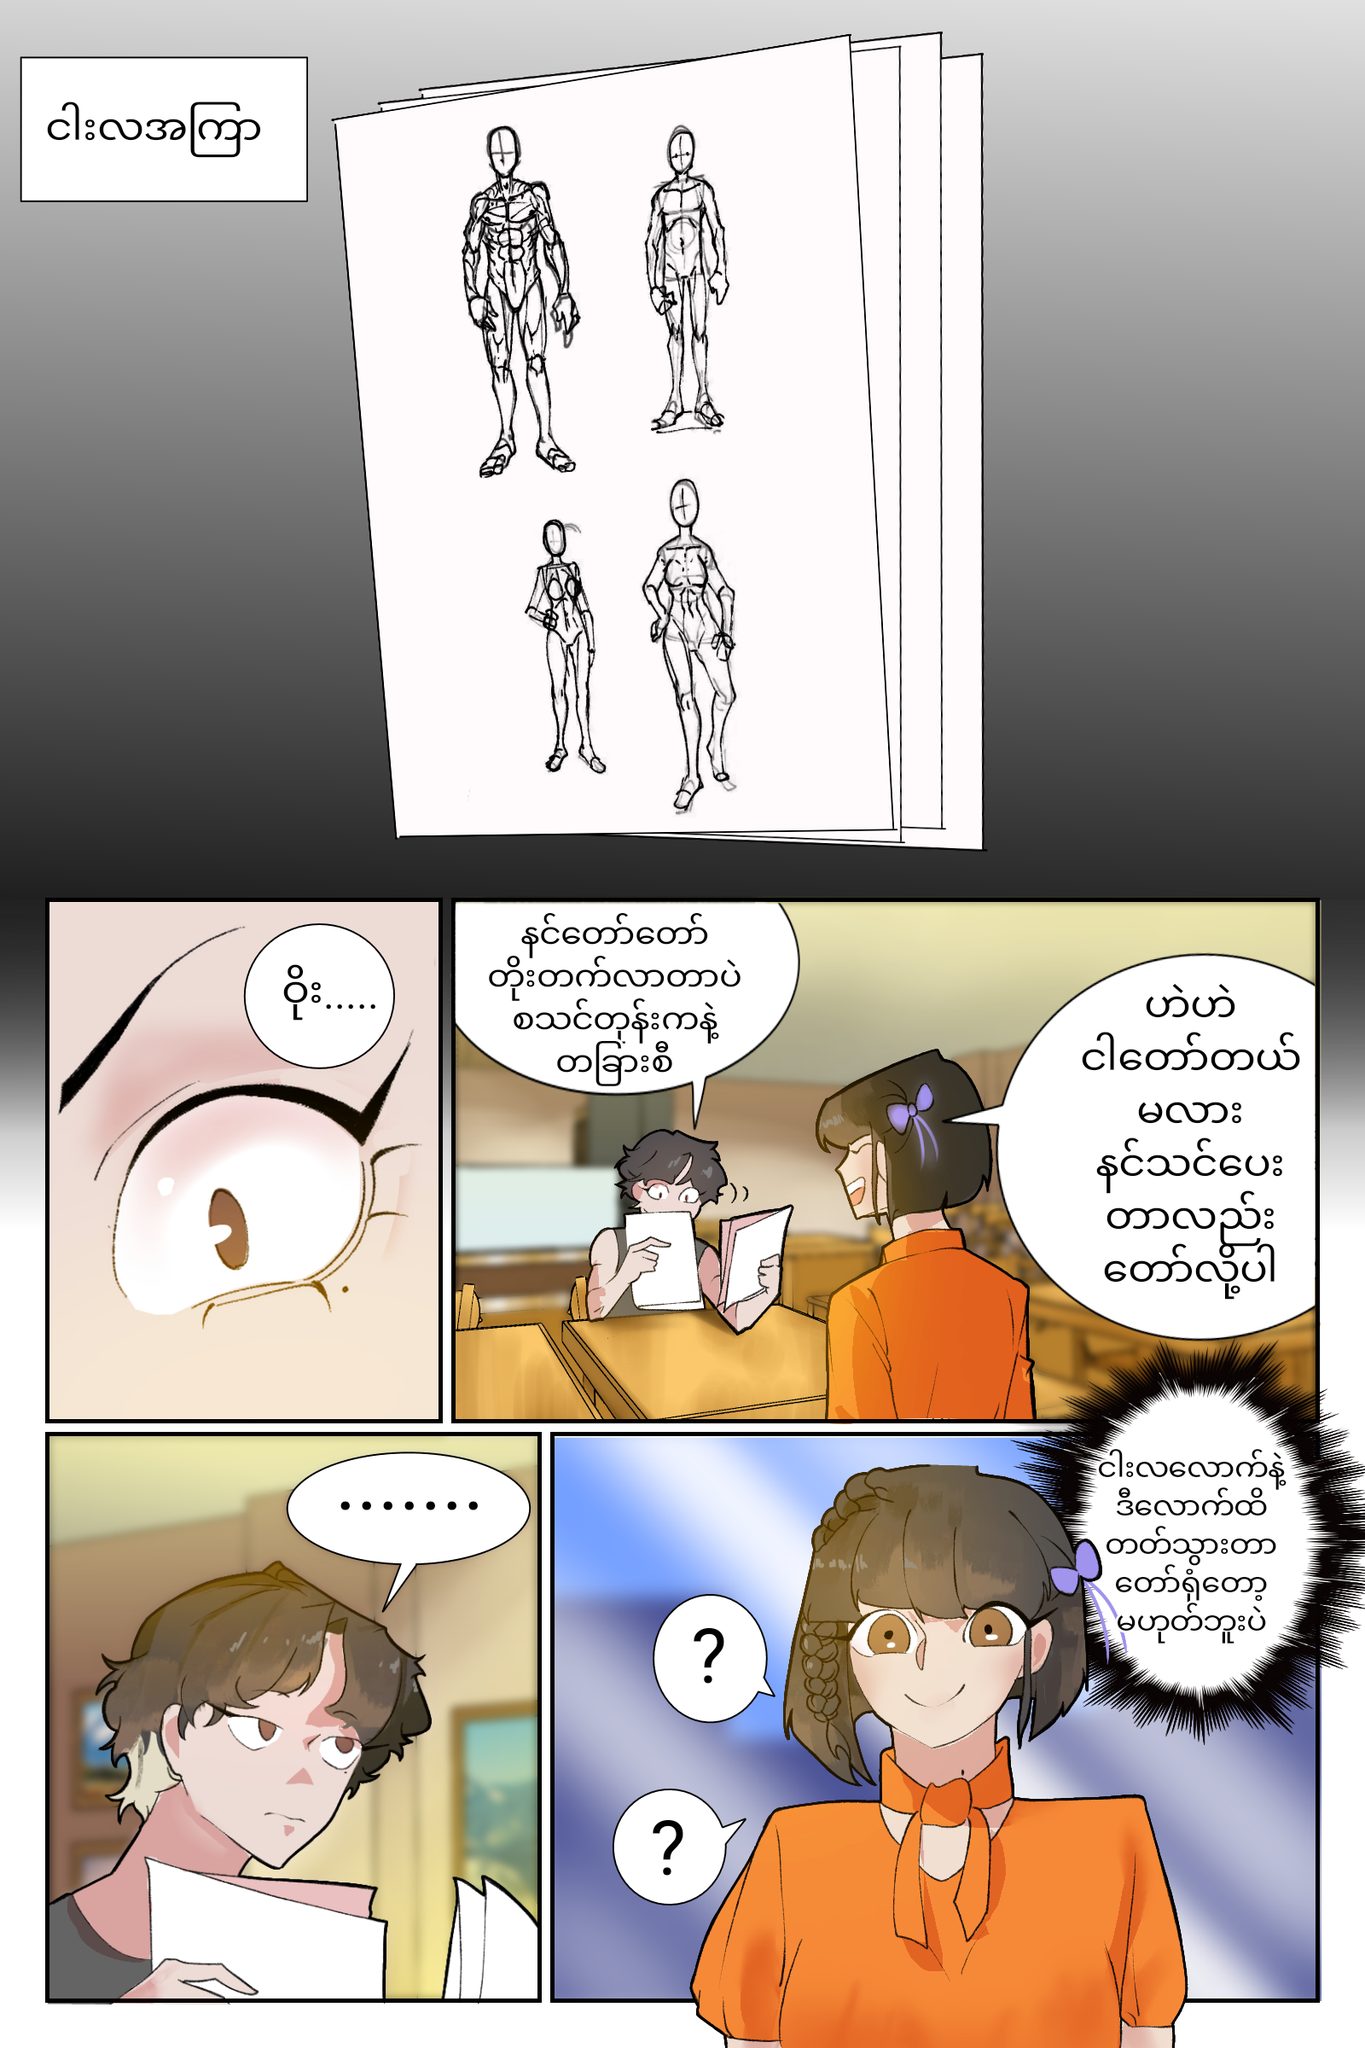 ငါးလအကြာ
ဝိုး.....
နင်တော်တော်
တိုးတက်လာတာပဲ
စသင်တုန်းကနဲ့
တခြားစီ
ဟဲဟဲ
ငါတော်တယ်
မလား
နင်သင်ပေး
တာလည်း
တော်လို့ပါ
.......
ငါးလလောက်နဲ့
ဒီလောက်ထိ
တတ်သွားတာ
တော်ရုံတော့
မဟုတ်ဘူးပဲ
?
?